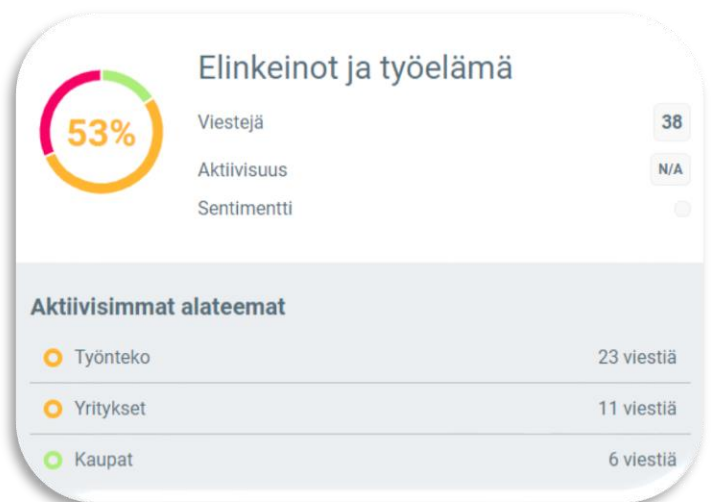 Elinkeinot ja työelämä
53%
Viestejä 38
Aktiivisuus N/A
Sentimentti
Aktiivisimmat alateemat
Työnteko 23 viestiä
Yritykset 11 viestiä
Kaupat 6 viestiä